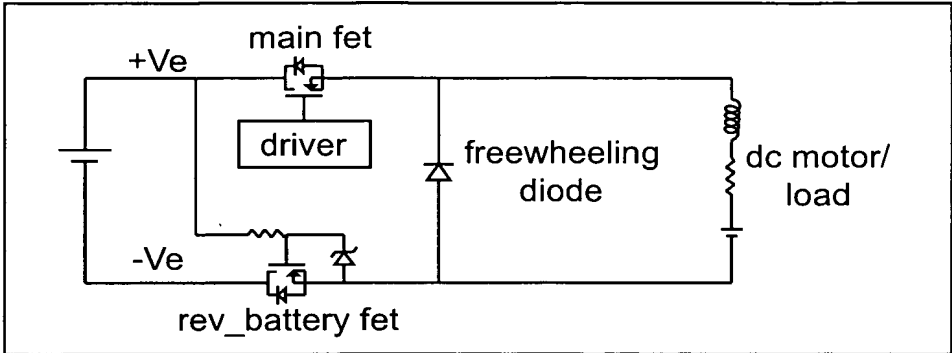 main fet
+Ve
driver
freewheeling
diode
dc motor/
load
-Ve
rev_battery fet